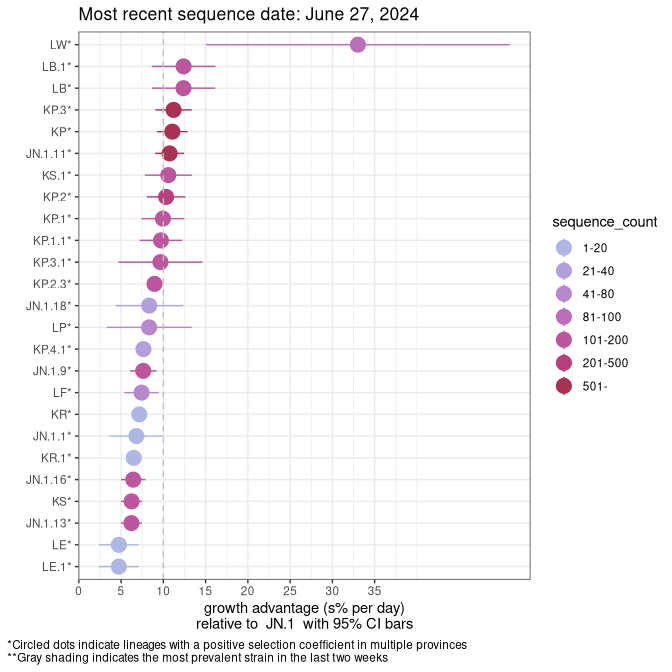 Most recent sequence date: June 27, 2024
LW*
LB.1*
LB*
KP.3*
KP*
JN.1.11*
KS.1*
KP.2*
KP.1*
KP.1.1*
KP.3.1*
KP.2.3*
JN.1.18*
LP*
KP.4.1*
JN.1.9*
LF*
KR*
JN.1.1*
KR.1*
JN.1.16*
KS*
JN.1.13*
LE*
LE.1*
0 5 10 15 20 25 30 35
growth advantage (s% per day)
relative to JN.1 with 95% CI bars
sequence_count
1-20
21-40
41-80
81-100
101-200
201-500
501-
*Circled dots indicate lineages with a positive selection coefficient in multiple provinces
**Gray shading indicates the most prevalent strain in the last two weeks